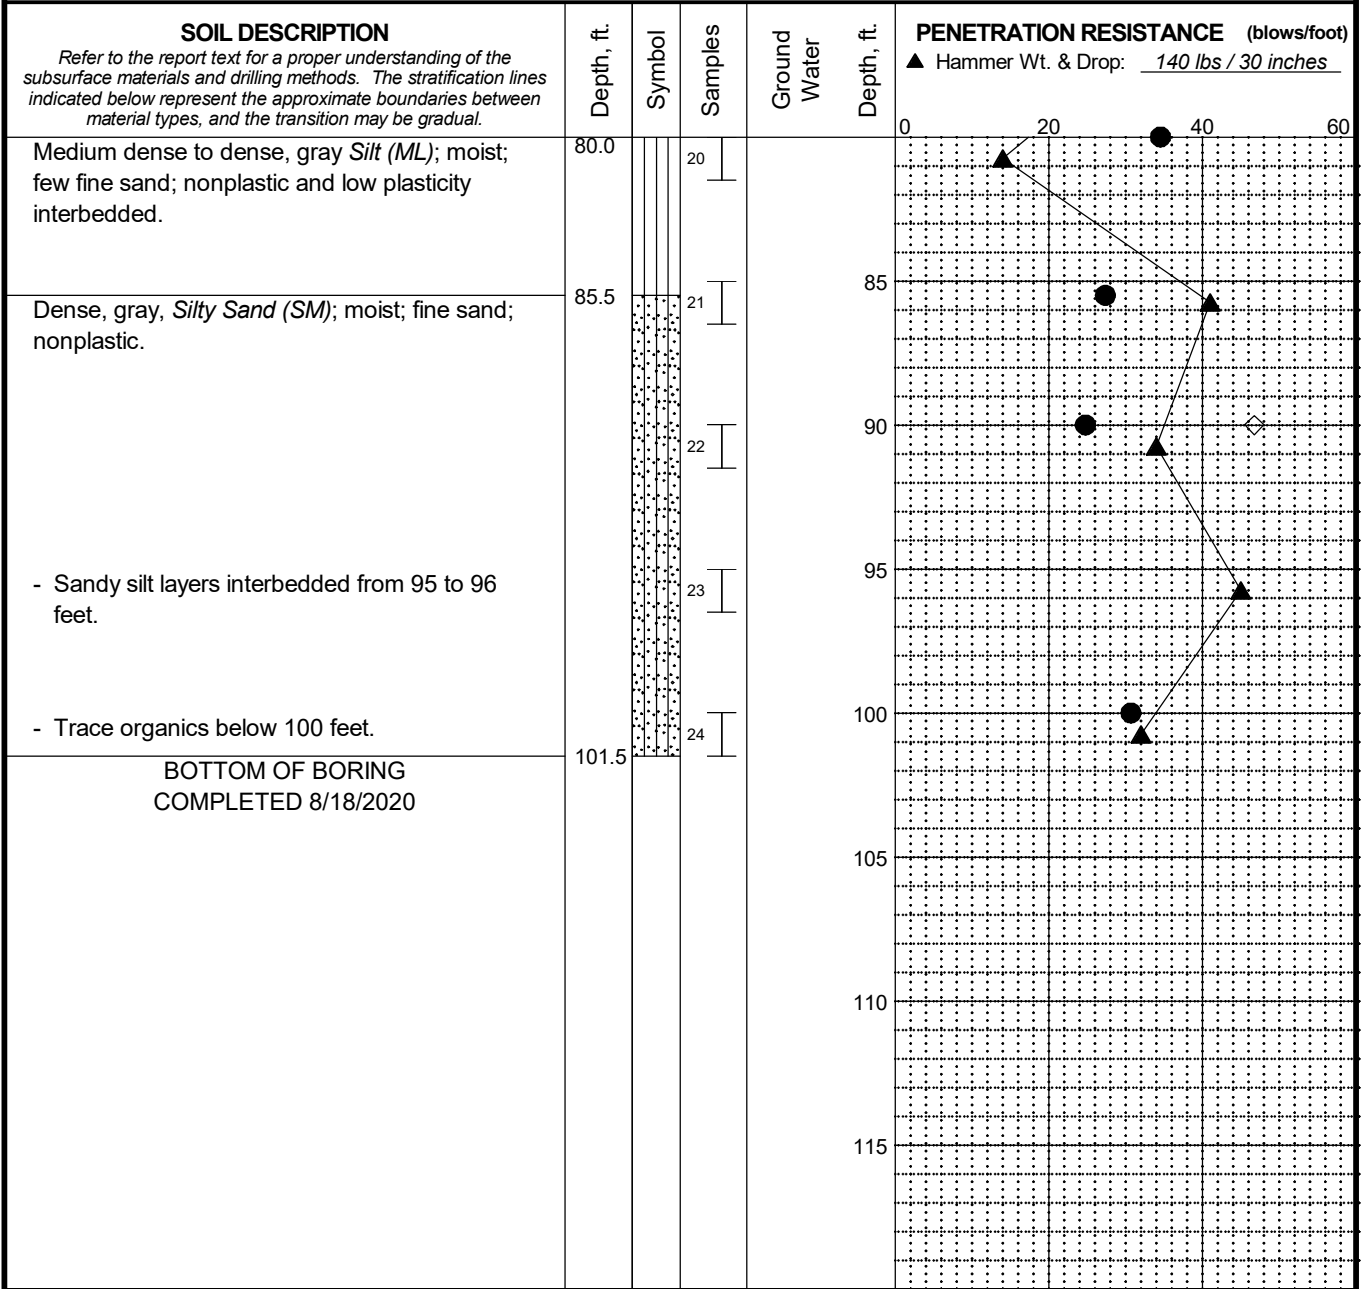 SOIL DESCRIPTION
Refer to the report text for a proper understanding of the
subsurface materials and drilling methods. The stratification lines
indicated below represent the approximate boundaries between
material types, and the transition may be gradual.
Depth, ft.
Symbol
Samples
Ground
Water
Depth, ft.
PENETRATION RESISTANCE (blows/foot)
▲ Hammer Wt. & Drop: 140 lbs / 30 inches
0 20 40 60
Medium dense to dense, gray Silt (ML); moist;
few fine sand; nonplastic and low plasticity
interbedded.
80.0
20
85.5
Dense, gray, Silty Sand (SM); moist; fine sand;
nonplastic.
21
22
- Sandy silt layers interbedded from 95 to 96
feet.
23
- Trace organics below 100 feet.
24
101.5
BOTTOM OF BORING
COMPLETED 8/18/2020
85
90
95
100
105
110
115